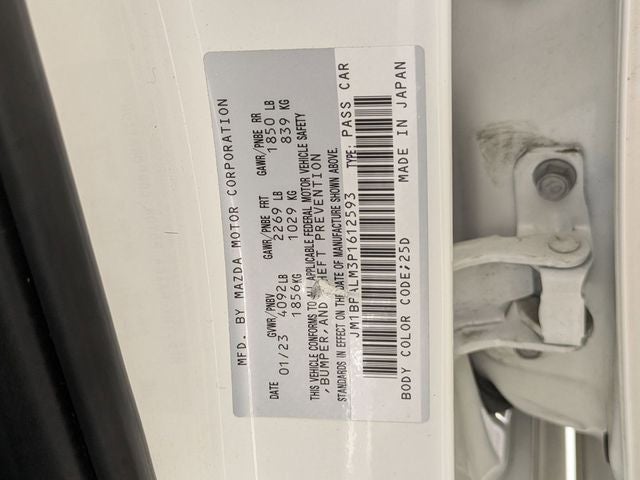 MFD. BY MAZDA MOTOR CORPORATION
DATE GVWR/PNBV GAWR/PNBE FRT GAWR/PNBE RR
01/23 4092LB 2269 LB 1850 LB
1856KG 1029 KG 839 KG
THIS VEHICLE CONFORMS TO ALL APPLICABLE FEDERAL MOTOR VEHICLE SAFETY
, BUMPER, AND THEFT PREVENTION
STANDARDS IN EFFECT ON THE DATE OF MANUFACTURE SHOWN ABOVE.
JM1BPALM3P1612593 TYPE: PASS CAR
BODY COLOR CODE;25D MADE IN JAPAN